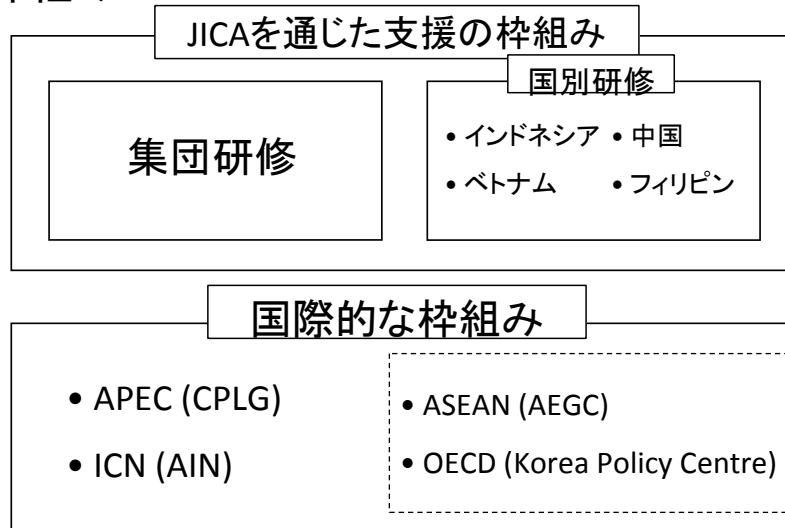 JICAを通じた支援の枠組み
国別研修
集団研修
• インドネシア • 中国
• ベトナム • フィリピン
国際的な枠組み
• APEC (CPLG)
• ICN (AIN)
• ASEAN (AEGC)
• OECD (Korea Policy Centre)